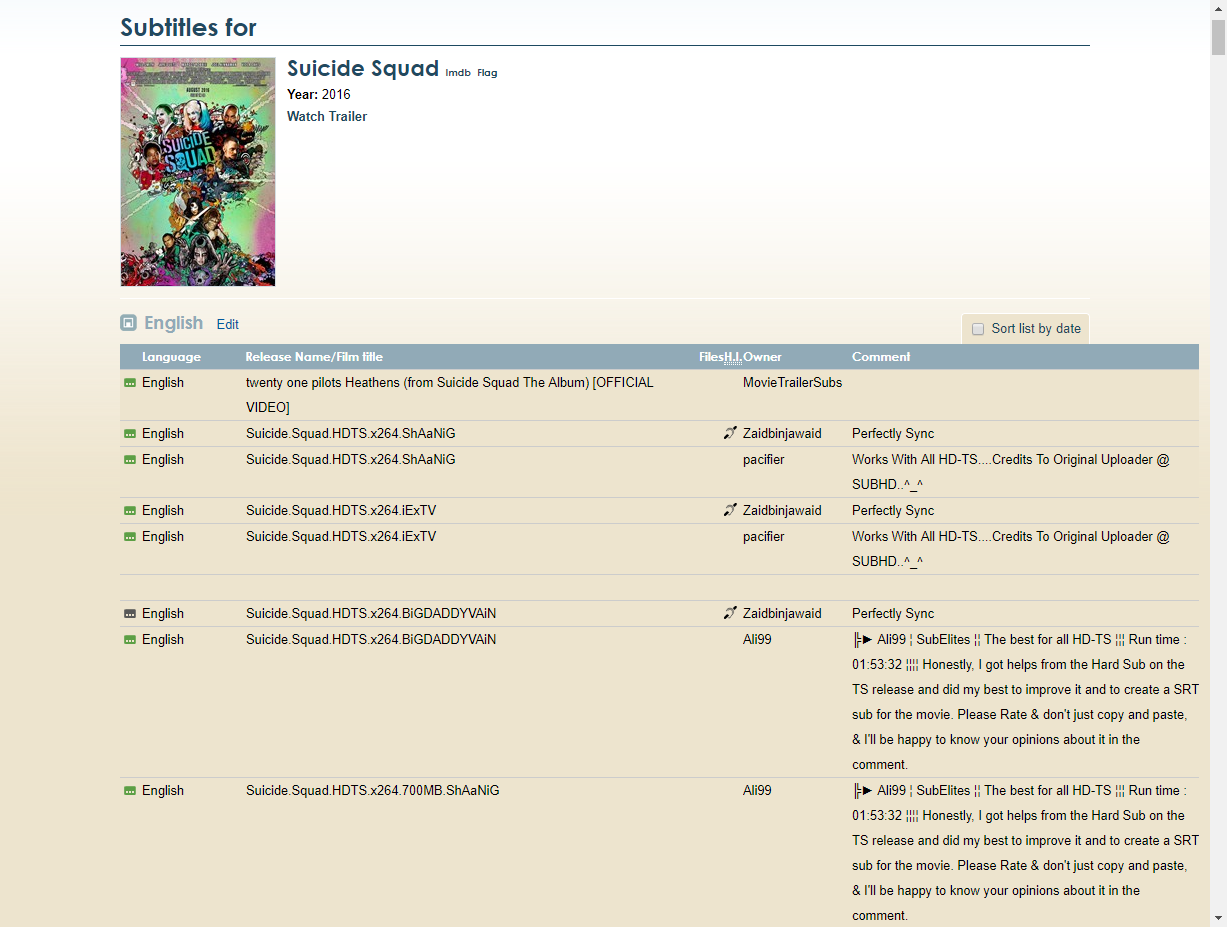 Subtitles for
Suicide Squad Imdb Flag
Year: 2016
Watch Trailer
AUGUST 2016
SUICIDE
SQUAD
English Edit
Sort list by date
Language Release Name/Film title Files H.I. Owner Comment
English twenty one pilots Heathens (from Suicide Squad The Album) [OFFICIAL MovieTrailerSubs
VIDEO]
English Suicide.Squad.HDTS.x264.ShAaNiG Zaidbinjawaid Perfectly Sync
English Suicide.Squad.HDTS.x264.ShAaNiG pacifier Works With All HD-TS....Credits To Original Uploader @
SUBHD..^_^
English Suicide.Squad.HDTS.x264.iExTV Zaidbinjawaid Perfectly Sync
English Suicide.Squad.HDTS.x264.iExTV pacifier Works With All HD-TS....Credits To Original Uploader @
SUBHD..^_^
English Suicide.Squad.HDTS.x264.BiGDADDYVAiN Zaidbinjawaid Perfectly Sync
English Suicide.Squad.HDTS.x264.BiGDADDYVAiN Ali99 ╠► Ali99 ¦ SubElites ¦¦ The best for all HD-TS ¦¦¦ Run time :
01:53:32 ¦¦¦¦ Honestly, I got helps from the Hard Sub on the
TS release and did my best to improve it and to create a SRT
sub for the movie. Please Rate & don't just copy and paste,
& I'll be happy to know your opinions about it in the
comment.
English Suicide.Squad.HDTS.x264.700MB.ShAaNiG Ali99 ╠► Ali99 ¦ SubElites ¦¦ The best for all HD-TS ¦¦¦ Run time :
01:53:32 ¦¦¦¦ Honestly, I got helps from the Hard Sub on the
TS release and did my best to improve it and to create a SRT
sub for the movie. Please Rate & don't just copy and paste,
& I'll be happy to know your opinions about it in the
comment.